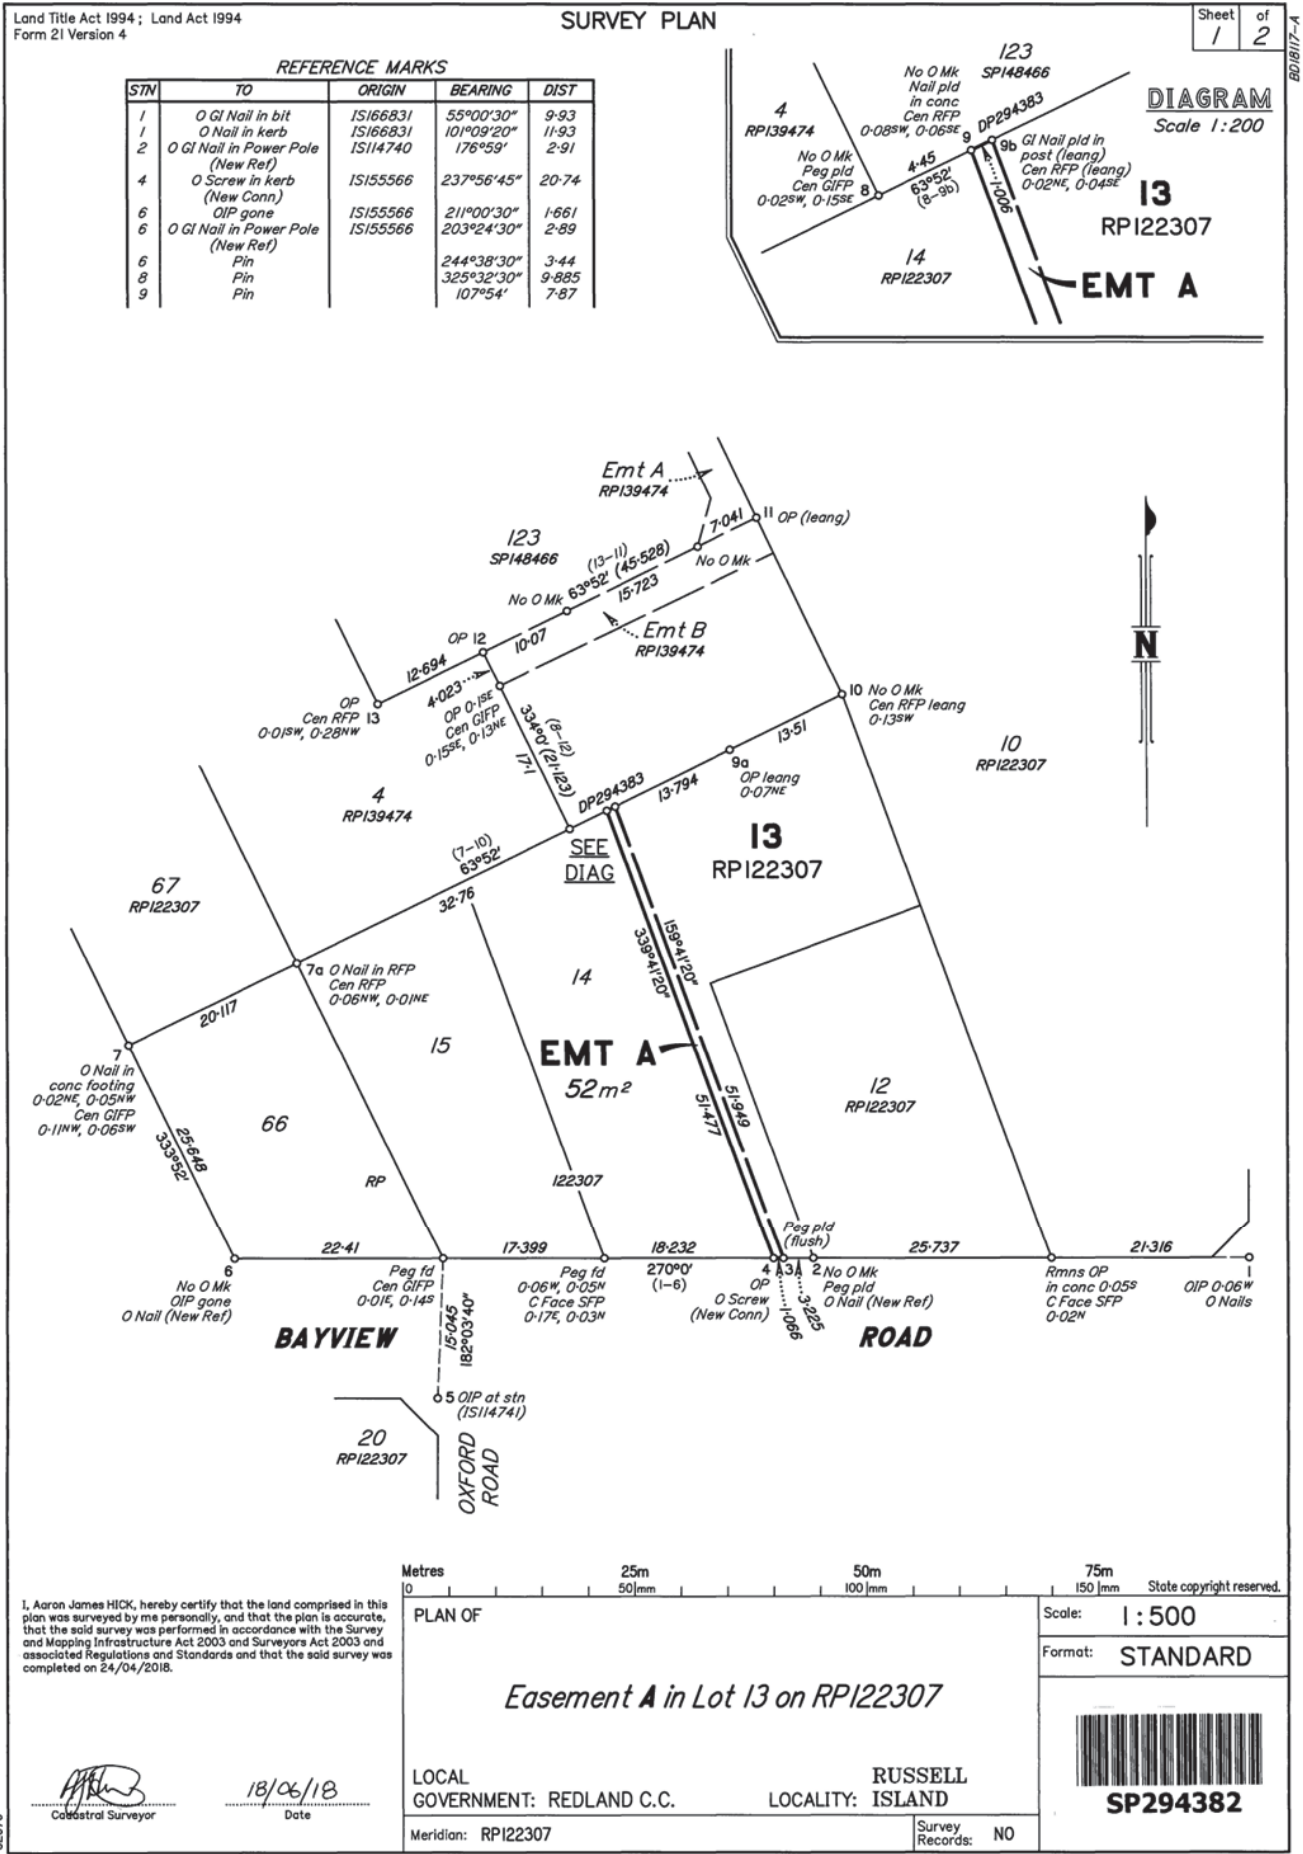 Land Title Act 1994 ; Land Act 1994
Form 21 Version 4
SURVEY PLAN
Sheet 1 of 2
BD18117-A
REFERENCE MARKS
STN TO ORIGIN BEARING DIST
1 O GI Nail in bit IS166831 55°00'30" 9·93
1 O Nail in kerb IS166831 101°09'20" 11·93
2 O GI Nail in Power Pole IS114740 176°59' 2·91
(New Ref)
4 O Screw in kerb IS155566 237°56'45" 20·74
(New Conn)
6 OIP gone IS155566 211°00'30" 1·661
6 O GI Nail in Power Pole IS155566 203°24'30" 2·89
(New Ref)
6 Pin 244°38'30" 3·44
8 Pin 325°32'30" 9·885
9 Pin 107°54' 7·87
DIAGRAM
Scale 1:200
123
SP148466
4
RP139474
No O Mk
Nail pld
in conc
Cen RFP
0·08SW, 0·06SE
9
DP294383
9b
GI Nail pld in
post (leang)
Cen RFP (leang)
0·02NE, 0·04SE
No O Mk
Peg pld
Cen GIFP
0·02SW, 0·15SE
8
4·45
63°52'
(8-9b)
1·006
13
RP122307
14
RP122307
EMT A
Emt A
RP139474
123
SP148466
7·041
11 OP (leang)
(13-11)
63°52' (45·528)
No O Mk
No O Mk
15·723
OP 12
10·07
Emt B
RP139474
12·694
4·023
OP
Cen RFP 13
0·01SW, 0·28NW
OP 0·1SE
Cen GIFP
0·15SE, 0·13NE
(8-12)
334°0' (21·123)
17·1
10 No O Mk
Cen RFP leang
0·13SW
13·51
9a
OP leang
0·07NE
10
RP122307
4
RP139474
DP294383
13·794
SEE
DIAG
13
RP122307
(7-10)
63°52'
32·76
67
RP122307
7a O Nail in RFP
Cen RFP
0·06NW, 0·01NE
20·117
14
339°41'20"
159°41'20"
7
O Nail in
conc footing
0·02NE, 0·05NW
Cen GIFP
0·11NW, 0·06SW
15
EMT A
52m²
51·477
51·949
12
RP122307
66
25·648
333°52'
RP
122307
Peg pld
(flush)
22·41
17·399
18·232
25·737
21·316
6
No O Mk
OIP gone
O Nail (New Ref)
Peg fd
Cen GIFP
0·01E, 0·14S
Peg fd
0·06W, 0·05N
C Face SFP
0·17E, 0·03N
270°0'
(1-6)
4
OP
O Screw
(New Conn)
3
1·066
3·225
2
No O Mk
Peg pld
O Nail (New Ref)
Rmns OP
in conc 0·05S
C Face SFP
0·02N
1
OIP 0·06W
O Nails
BAYVIEW
ROAD
15·045
182°03'40"
5 OIP at stn
(IS114741)
20
RP122307
OXFORD
ROAD
N
Metres
0 25m 50m 75m
50 mm 100 mm 150 mm State copyright reserved.
I, Aaron James HICK, hereby certify that the land comprised in this
plan was surveyed by me personally, and that the plan is accurate,
that the said survey was performed in accordance with the Survey
and Mapping Infrastructure Act 2003 and Surveyors Act 2003 and
associated Regulations and Standards and that the said survey was
completed on 24/04/2018.
18/06/18
Cadastral Surveyor Date
PLAN OF
Easement A in Lot 13 on RP122307
LOCAL
GOVERNMENT: REDLAND C.C.
LOCALITY: RUSSELL
ISLAND
Meridian: RP122307
Survey
Records: NO
Scale: 1:500
Format: STANDARD
SP294382